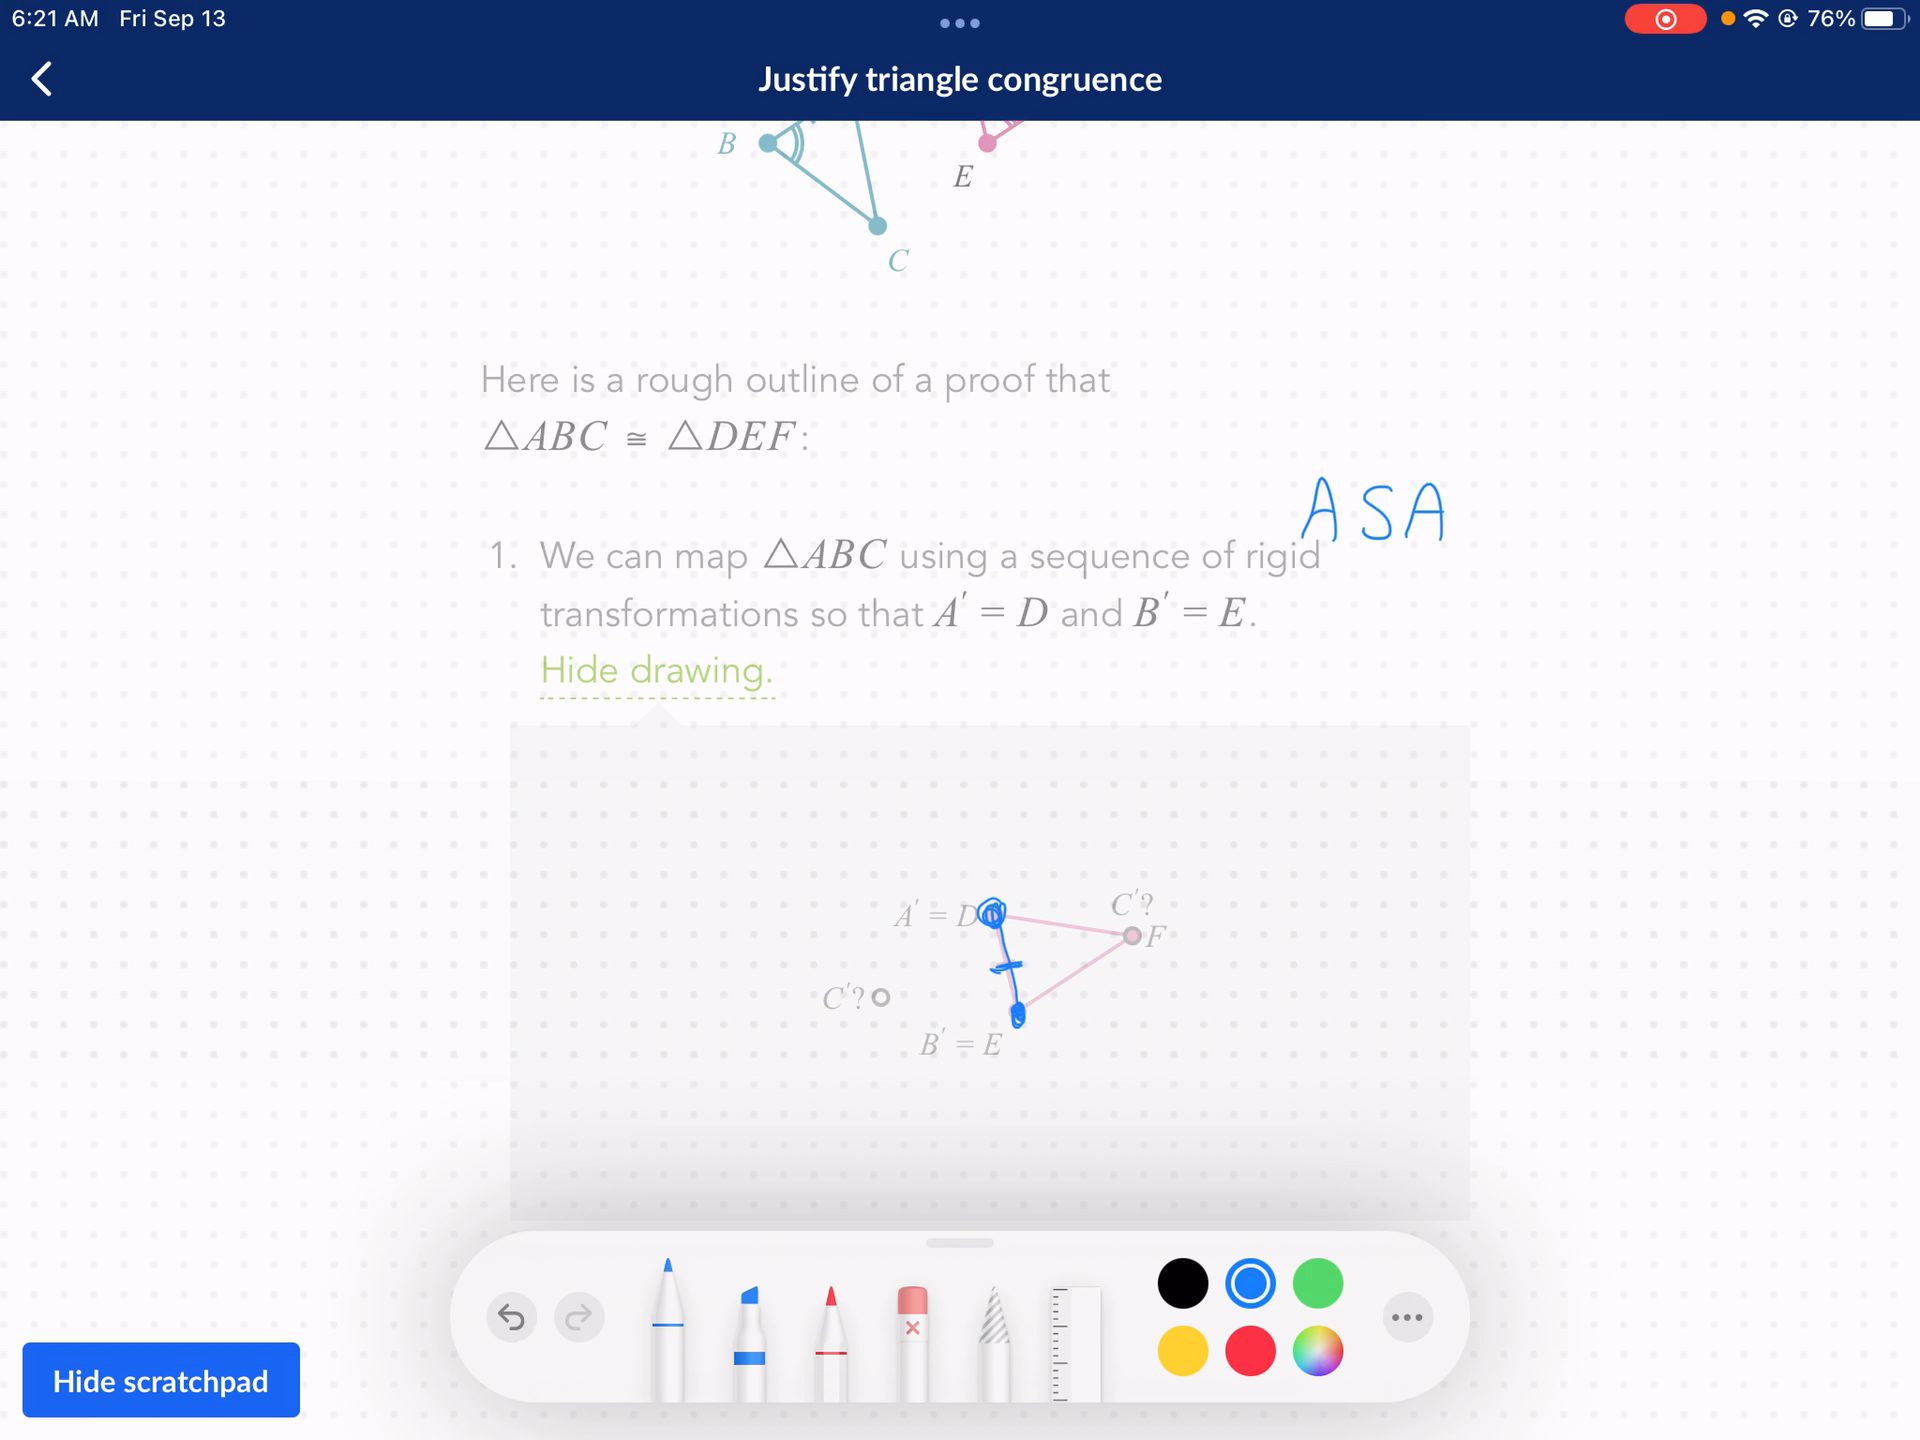 6:21 AM Fri Sep 13 76%
Justify triangle congruence
B
E
C
Here is a rough outline of a proof that
△ABC ≅ △DEF:
ASA
1. We can map △ABC using a sequence of rigid
transformations so that A' = D and B' = E.
Hide drawing.
A' = D C'?
F
C'?
B' = E
Hide scratchpad